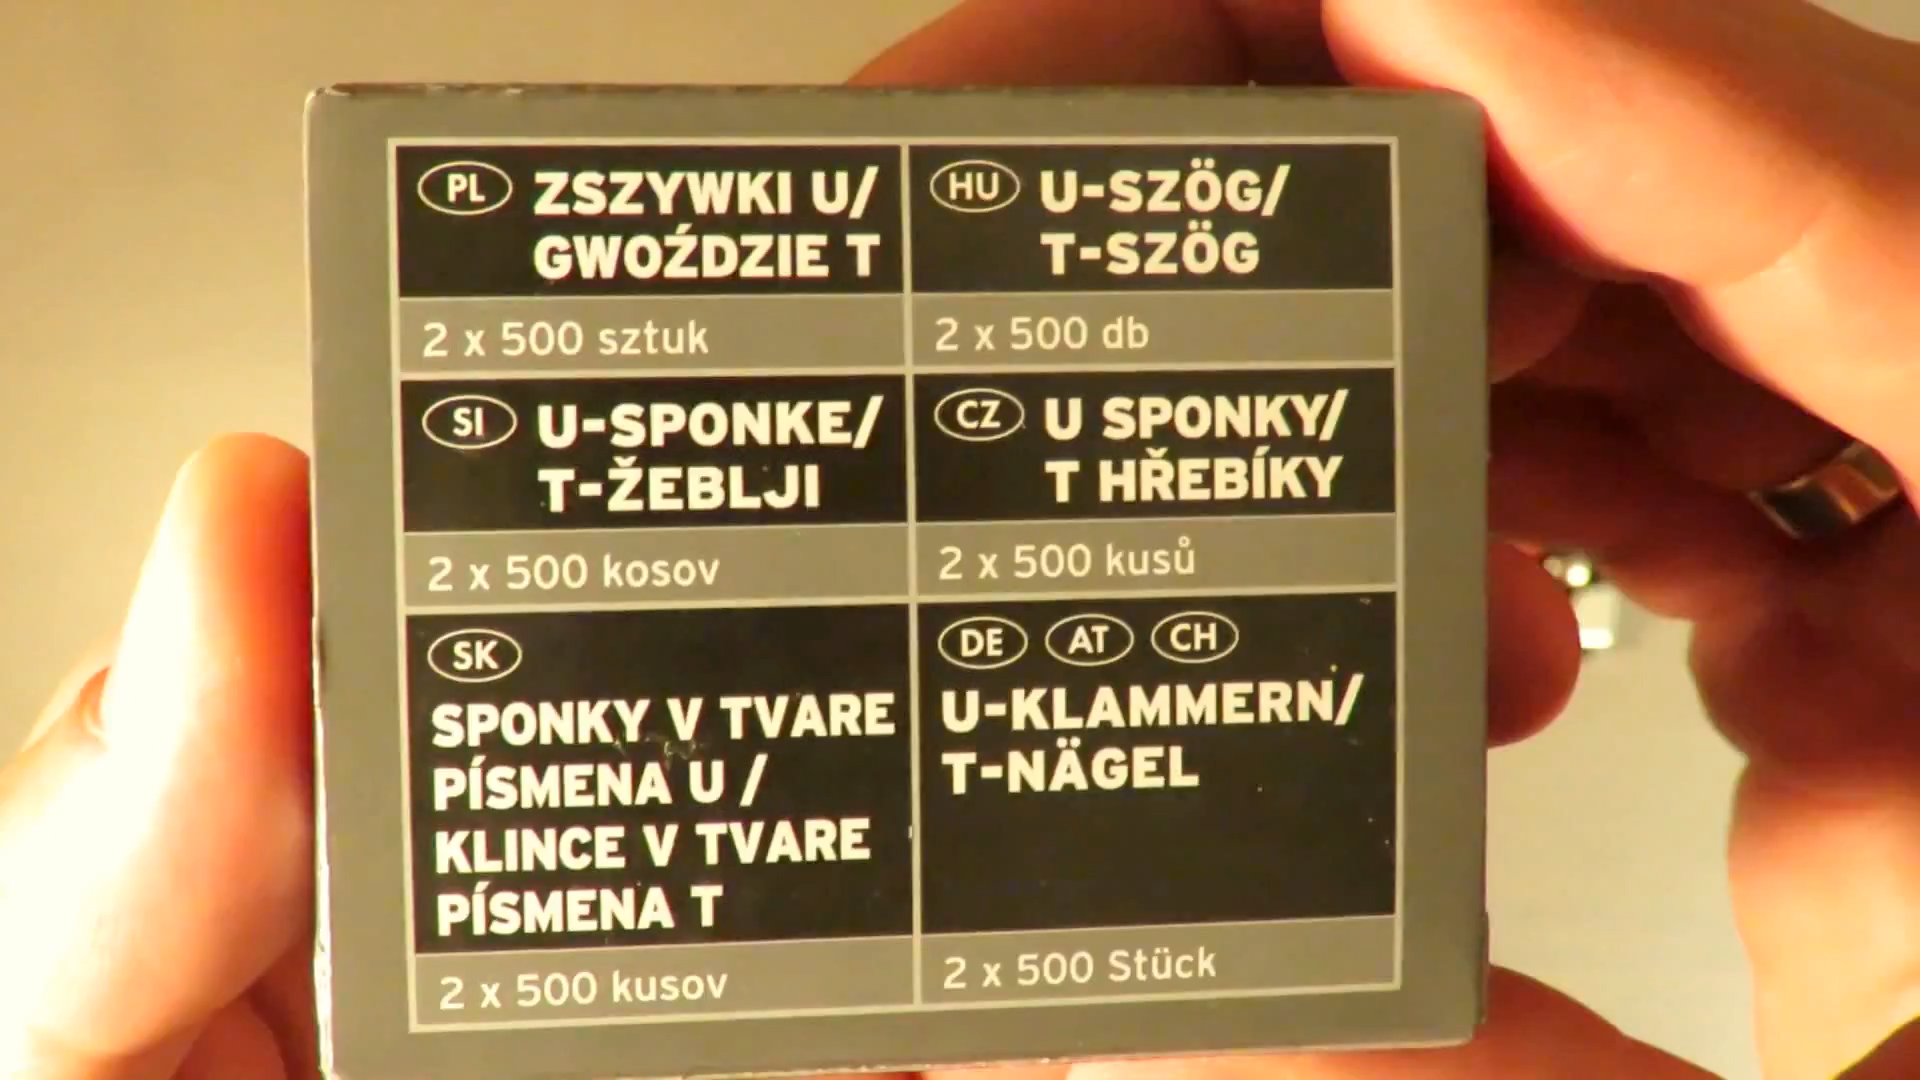 PL ZSZYWKI U/
GWOŹDZIE T
2 x 500 sztuk
HU U-SZÖG/
T-SZÖG
2 x 500 db
SI U-SPONKE/
T-ŽEBLJI
2 x 500 kosov
CZ U SPONKY/
T HŘEBÍKY
2 x 500 kusů
SK
SPONKY V TVARE
PÍSMENA U /
KLINCE V TVARE
PÍSMENA T
2 x 500 kusov
DE AT CH
U-KLAMMERN/
T-NÄGEL
2 x 500 Stück